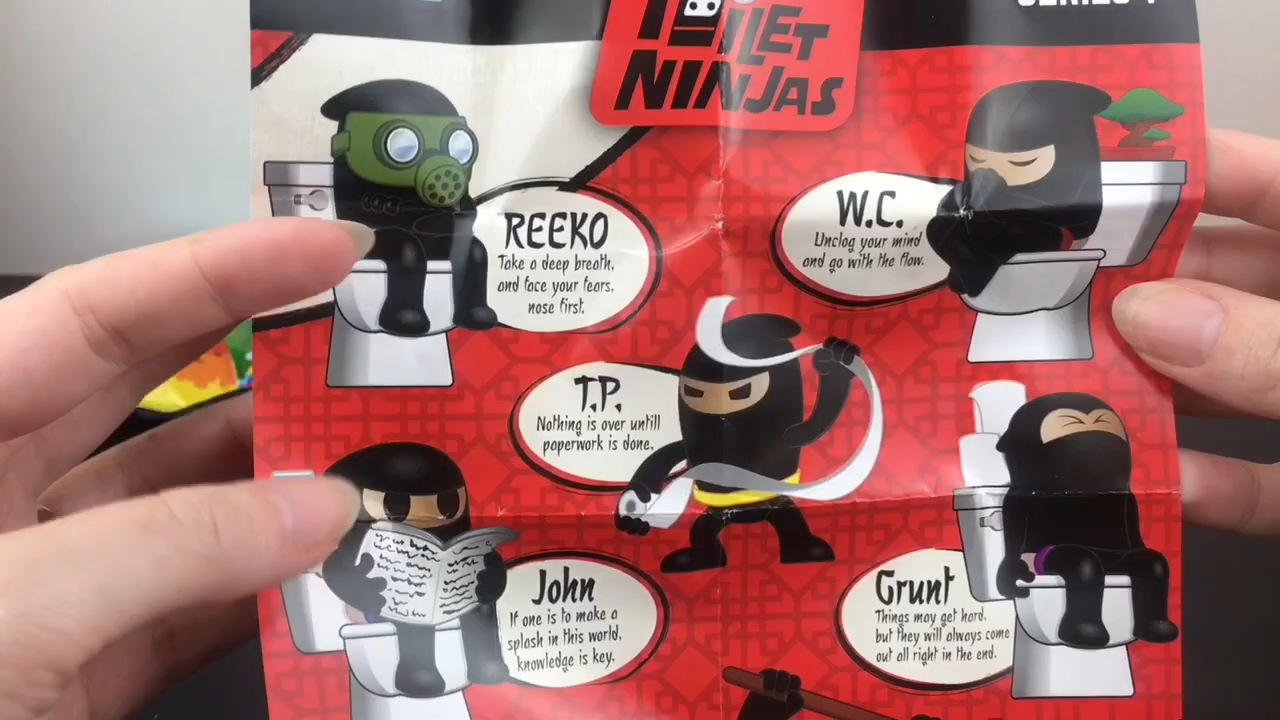 TOILET
NINJAS
REEKO
Take a deep breath,
and face your fears,
nose first.
W.C.
Unclog your mind
and go with the flow.
T.P.
Nothing is over untill
paperwork is done.
John
If one is to make a
splash in this world,
knowledge is key.
Grunt
Things may get hard,
but they will always come
out all right in the end.